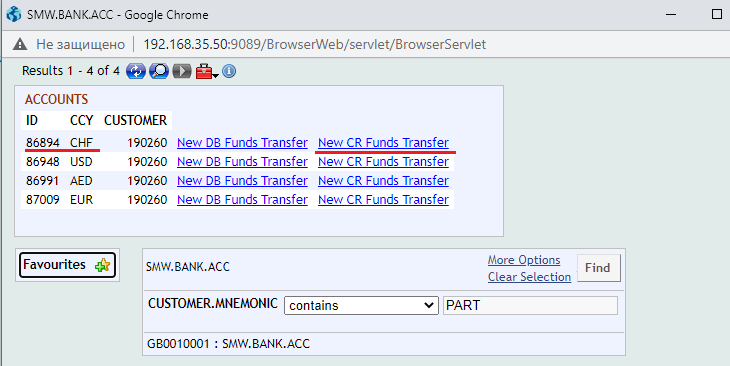 SMW.BANK.ACC - Google Chrome
Не защищено 192.168.35.50:9089/BrowserWeb/servlet/BrowserServlet
Results 1 - 4 of 4
ACCOUNTS
ID CCY CUSTOMER
86894 CHF 190260 New DB Funds Transfer New CR Funds Transfer
86948 USD 190260 New DB Funds Transfer New CR Funds Transfer
86991 AED 190260 New DB Funds Transfer New CR Funds Transfer
87009 EUR 190260 New DB Funds Transfer New CR Funds Transfer
Favourites
SMW.BANK.ACC
More Options
Clear Selection
Find
CUSTOMER.MNEMONIC contains PART
GB0010001 : SMW.BANK.ACC